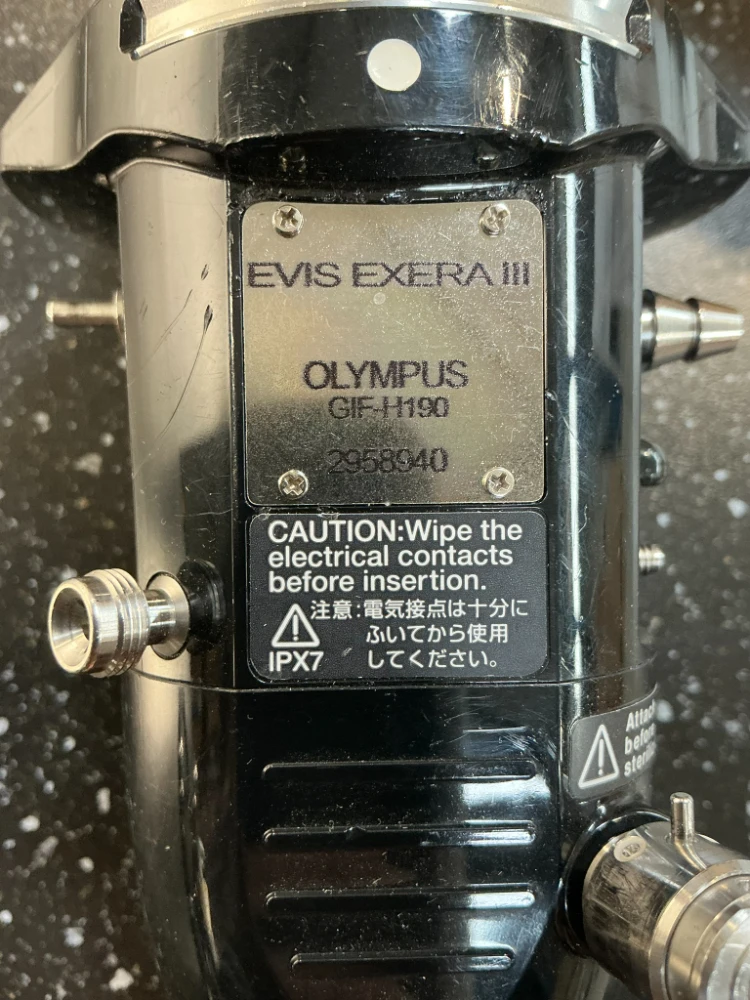 EVIS EXERA III
OLYMPUS
GIF-H190
2958940
CAUTION:Wipe the
electrical contacts
before insertion.
注意:電気接点は十分に
ふいてから使用
IPX7 してください。
Attach
before